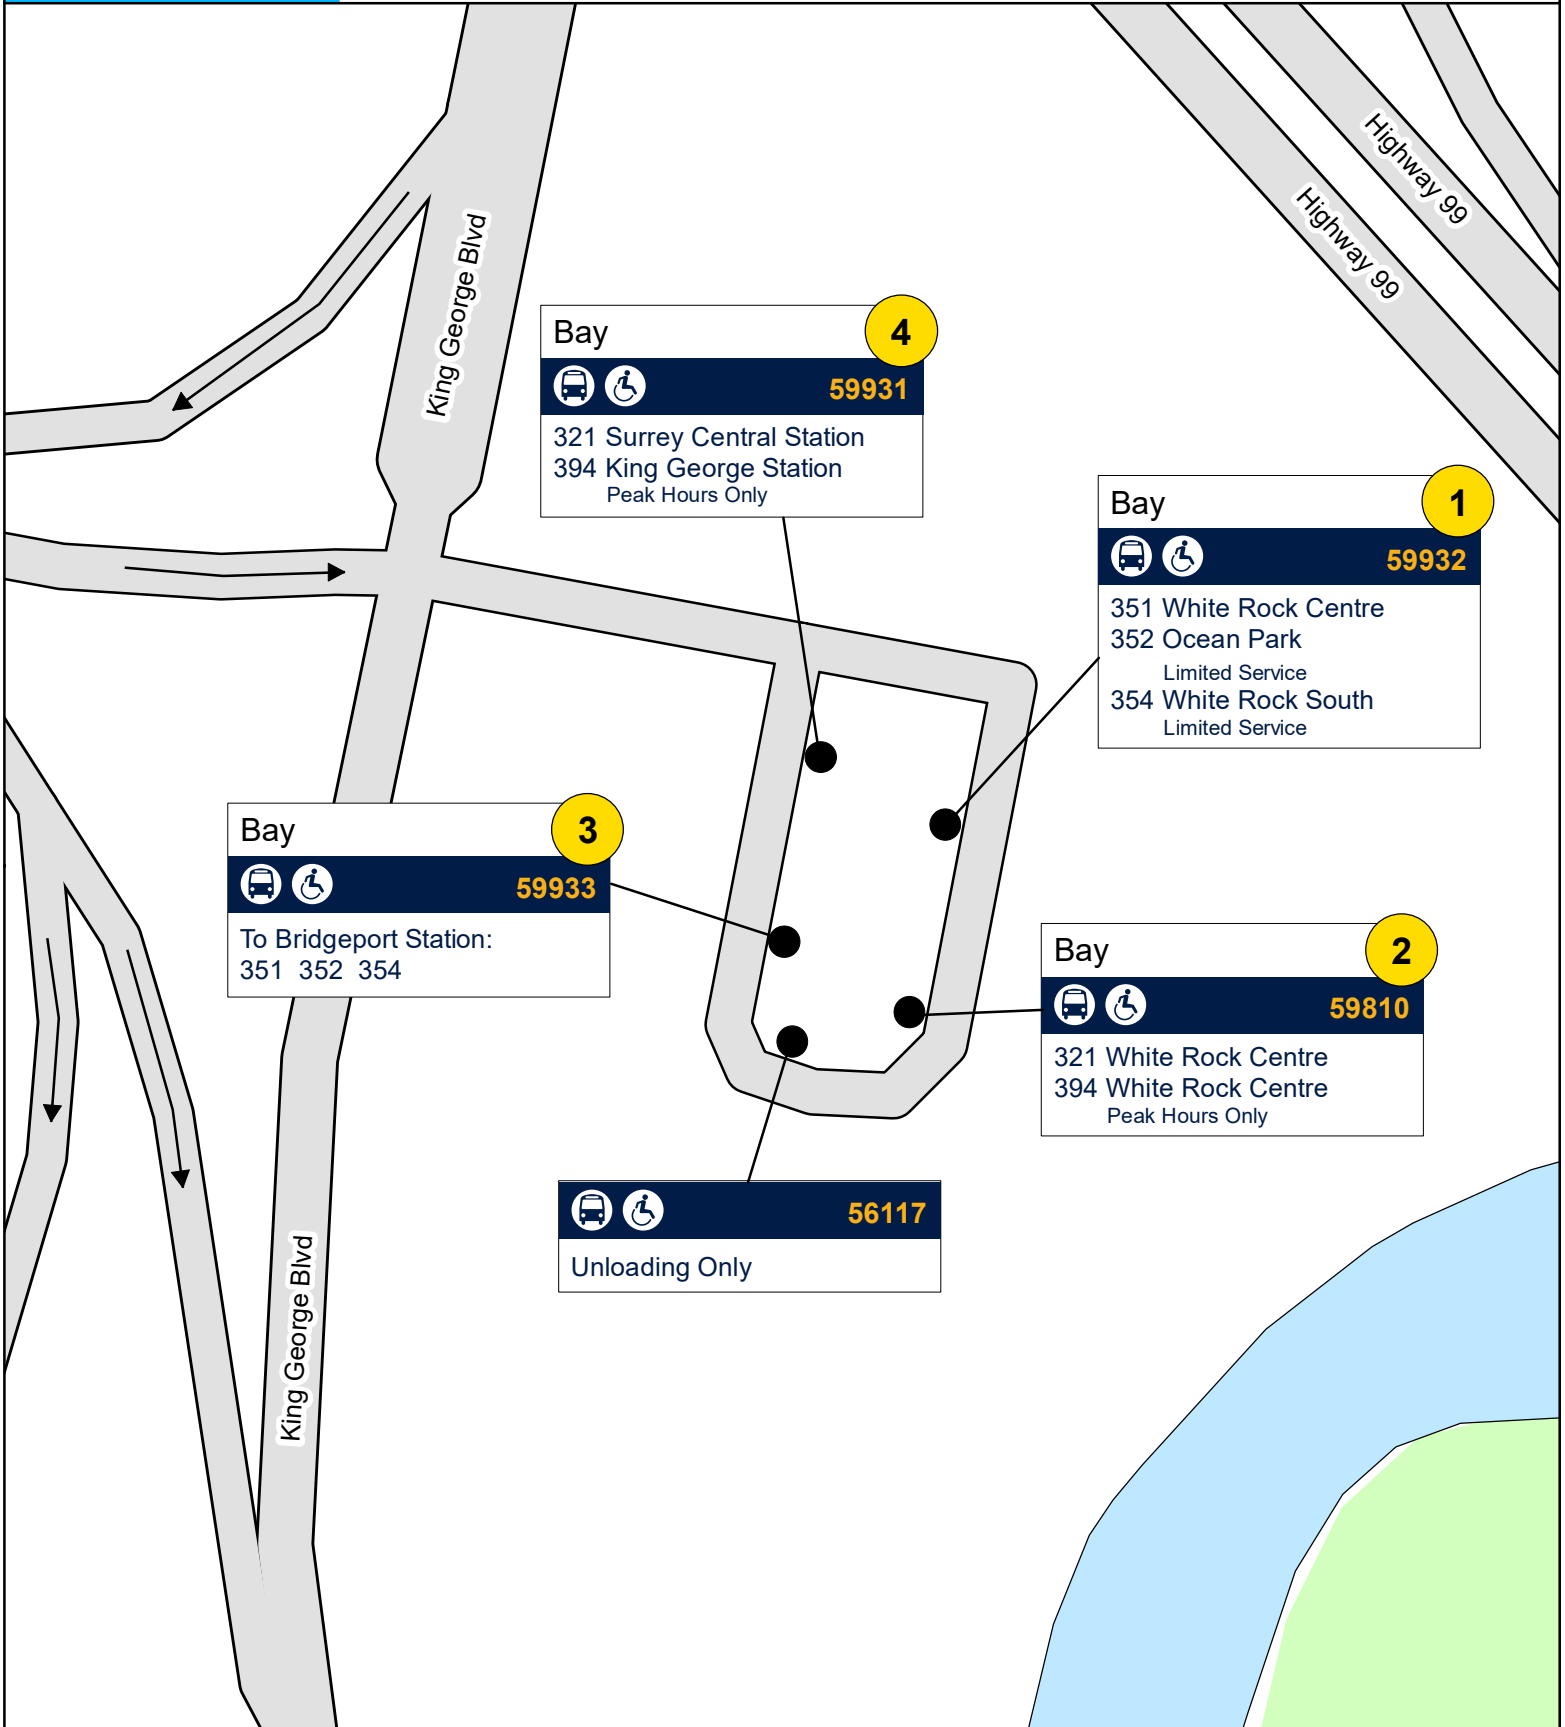 Highway 99
Highway 99
King George Blvd
Bay 4
59931
321 Surrey Central Station
394 King George Station
Peak Hours Only
Bay 1
59932
351 White Rock Centre
352 Ocean Park
Limited Service
354 White Rock South
Limited Service
Bay 3
59933
To Bridgeport Station:
351 352 354
Bay 2
59810
321 White Rock Centre
394 White Rock Centre
Peak Hours Only
56117
Unloading Only
King George Blvd